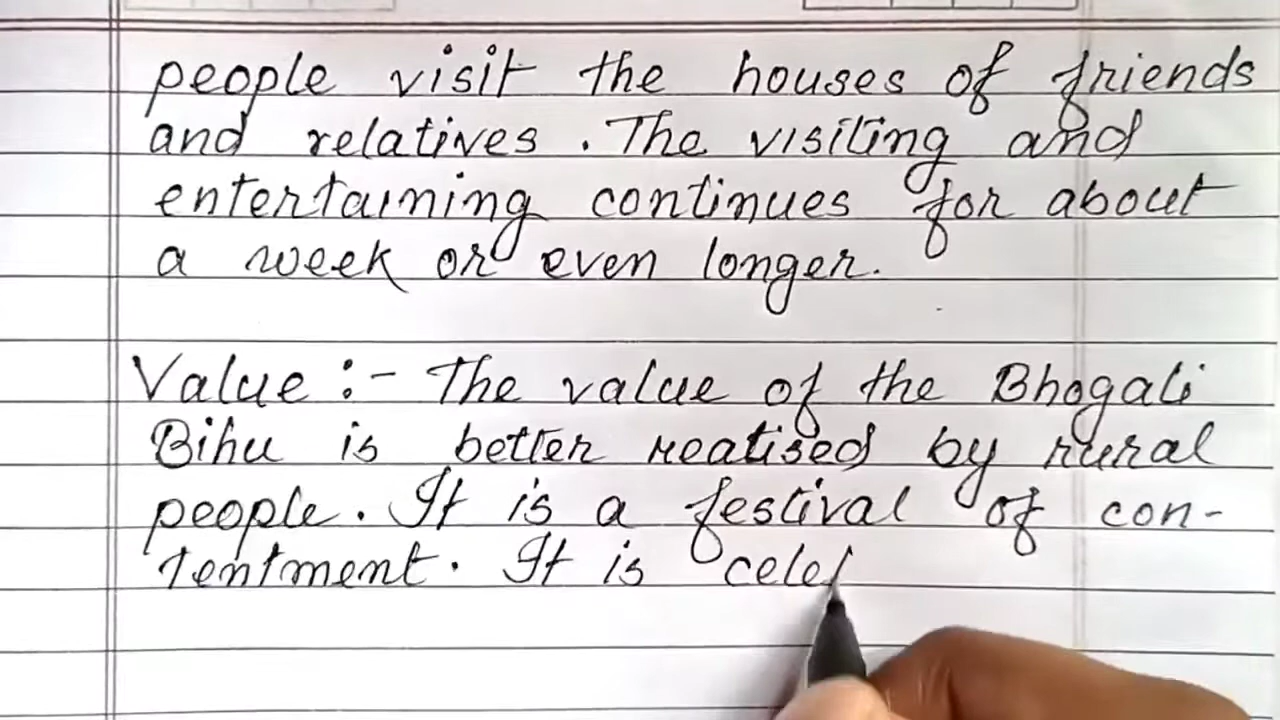 people visit the houses of friends
and relatives . The visiting and
entertaining continues for about
a week or even longer.
Value :- The value of the Bhogali
Bihu is better realised by rural
people. It is a festival of con-
tentment. It is